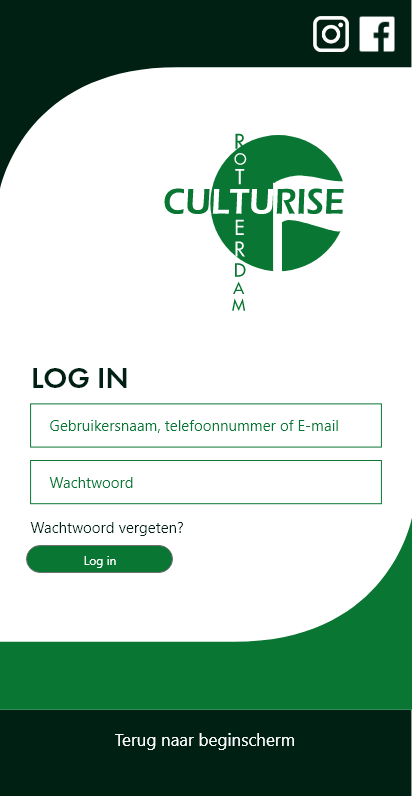 ROTTERDAM
CULTURISE
LOG IN
Gebruikersnaam, telefoonnummer of E-mail
Wachtwoord
Wachtwoord vergeten?
Log in
Terug naar beginscherm